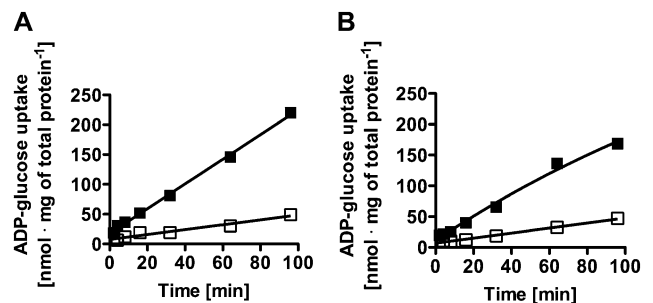 A
ADP-glucose uptake
[nmol · mg of total protein⁻¹]
250
200
150
100
50
0
0 20 40 60 80 100
Time [min]
B
ADP-glucose uptake
[nmol · mg of total protein⁻¹]
250
200
150
100
50
0
0 20 40 60 80 100
Time [min]